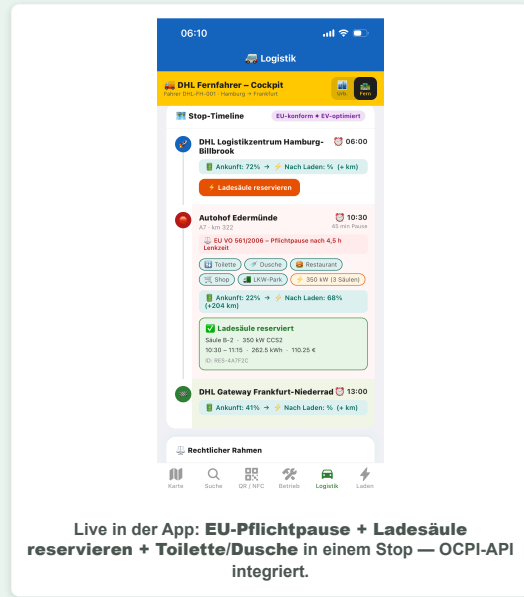 06:10
Logistik
DHL Fernfahrer – Cockpit
Fahrer DHL-FH-001 · Hamburg → Frankfurt
Fern
Stop-Timeline
EU-konform + EV-optimiert
DHL Logistikzentrum Hamburg-
Billbrook
06:00
Ankunft: 72% → ⚡ Nach Laden: % (+ km)
⚡ Ladesäule reservieren
Autohof Edermünde
10:30
A7 · km 322
45 min Pause
EU VO 561/2006 – Pflichtpause nach 4,5 h
Lenkzeit
Toilette
Dusche
Restaurant
Shop
LKW-Park
⚡ 350 kW (3 Säulen)
Ankunft: 22% → ⚡ Nach Laden: 68%
(+204 km)
✅ Ladesäule reserviert
Säule B-2 · 350 kW CCS2
10:30 – 11:15 · 262.5 kWh · 110.25 €
ID: RES-4A7F2C
DHL Gateway Frankfurt-Niederrad
13:00
Ankunft: 41% → ⚡ Nach Laden: % (+ km)
Rechtlicher Rahmen
Karte
Suche
QR / NFC
Betrieb
Logistik
Laden
Live in der App: EU-Pflichtpause + Ladesäule
reservieren + Toilette/Dusche in einem Stop — OCPI-API
integriert.